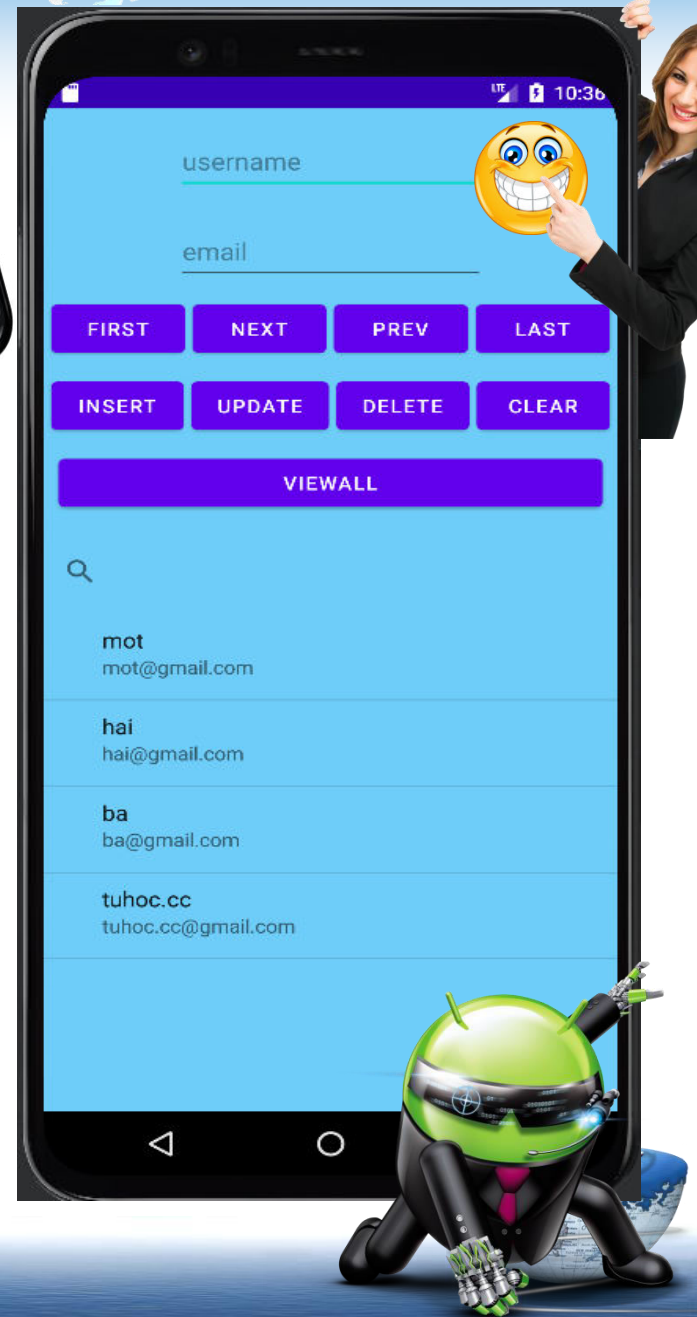 LTE 10:36
username
email
FIRST NEXT PREV LAST
INSERT UPDATE DELETE CLEAR
VIEWALL
mot
mot@gmail.com
hai
hai@gmail.com
ba
ba@gmail.com
tuhoc.cc
tuhoc.cc@gmail.com